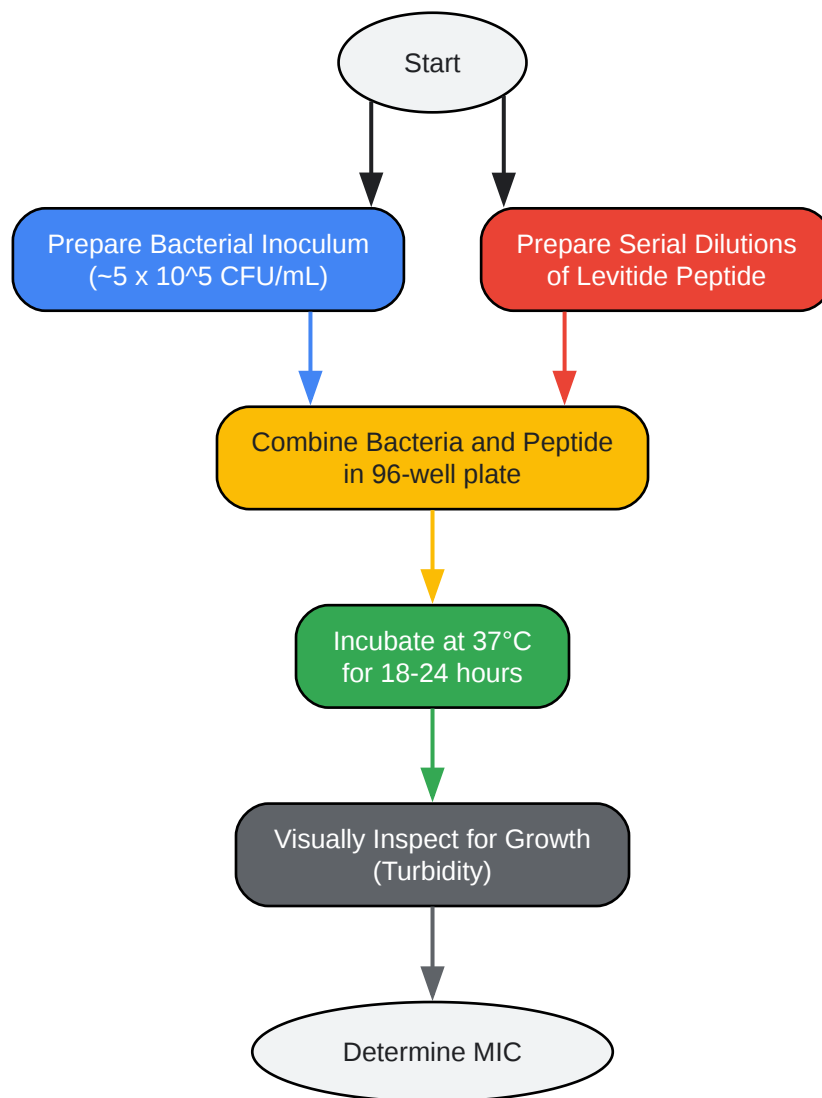 Start
Prepare Bacterial Inoculum
(~5 x 10^5 CFU/mL)
Prepare Serial Dilutions
of Levitide Peptide
Combine Bacteria and Peptide
in 96-well plate
Incubate at 37°C
for 18-24 hours
Visually Inspect for Growth
(Turbidity)
Determine MIC